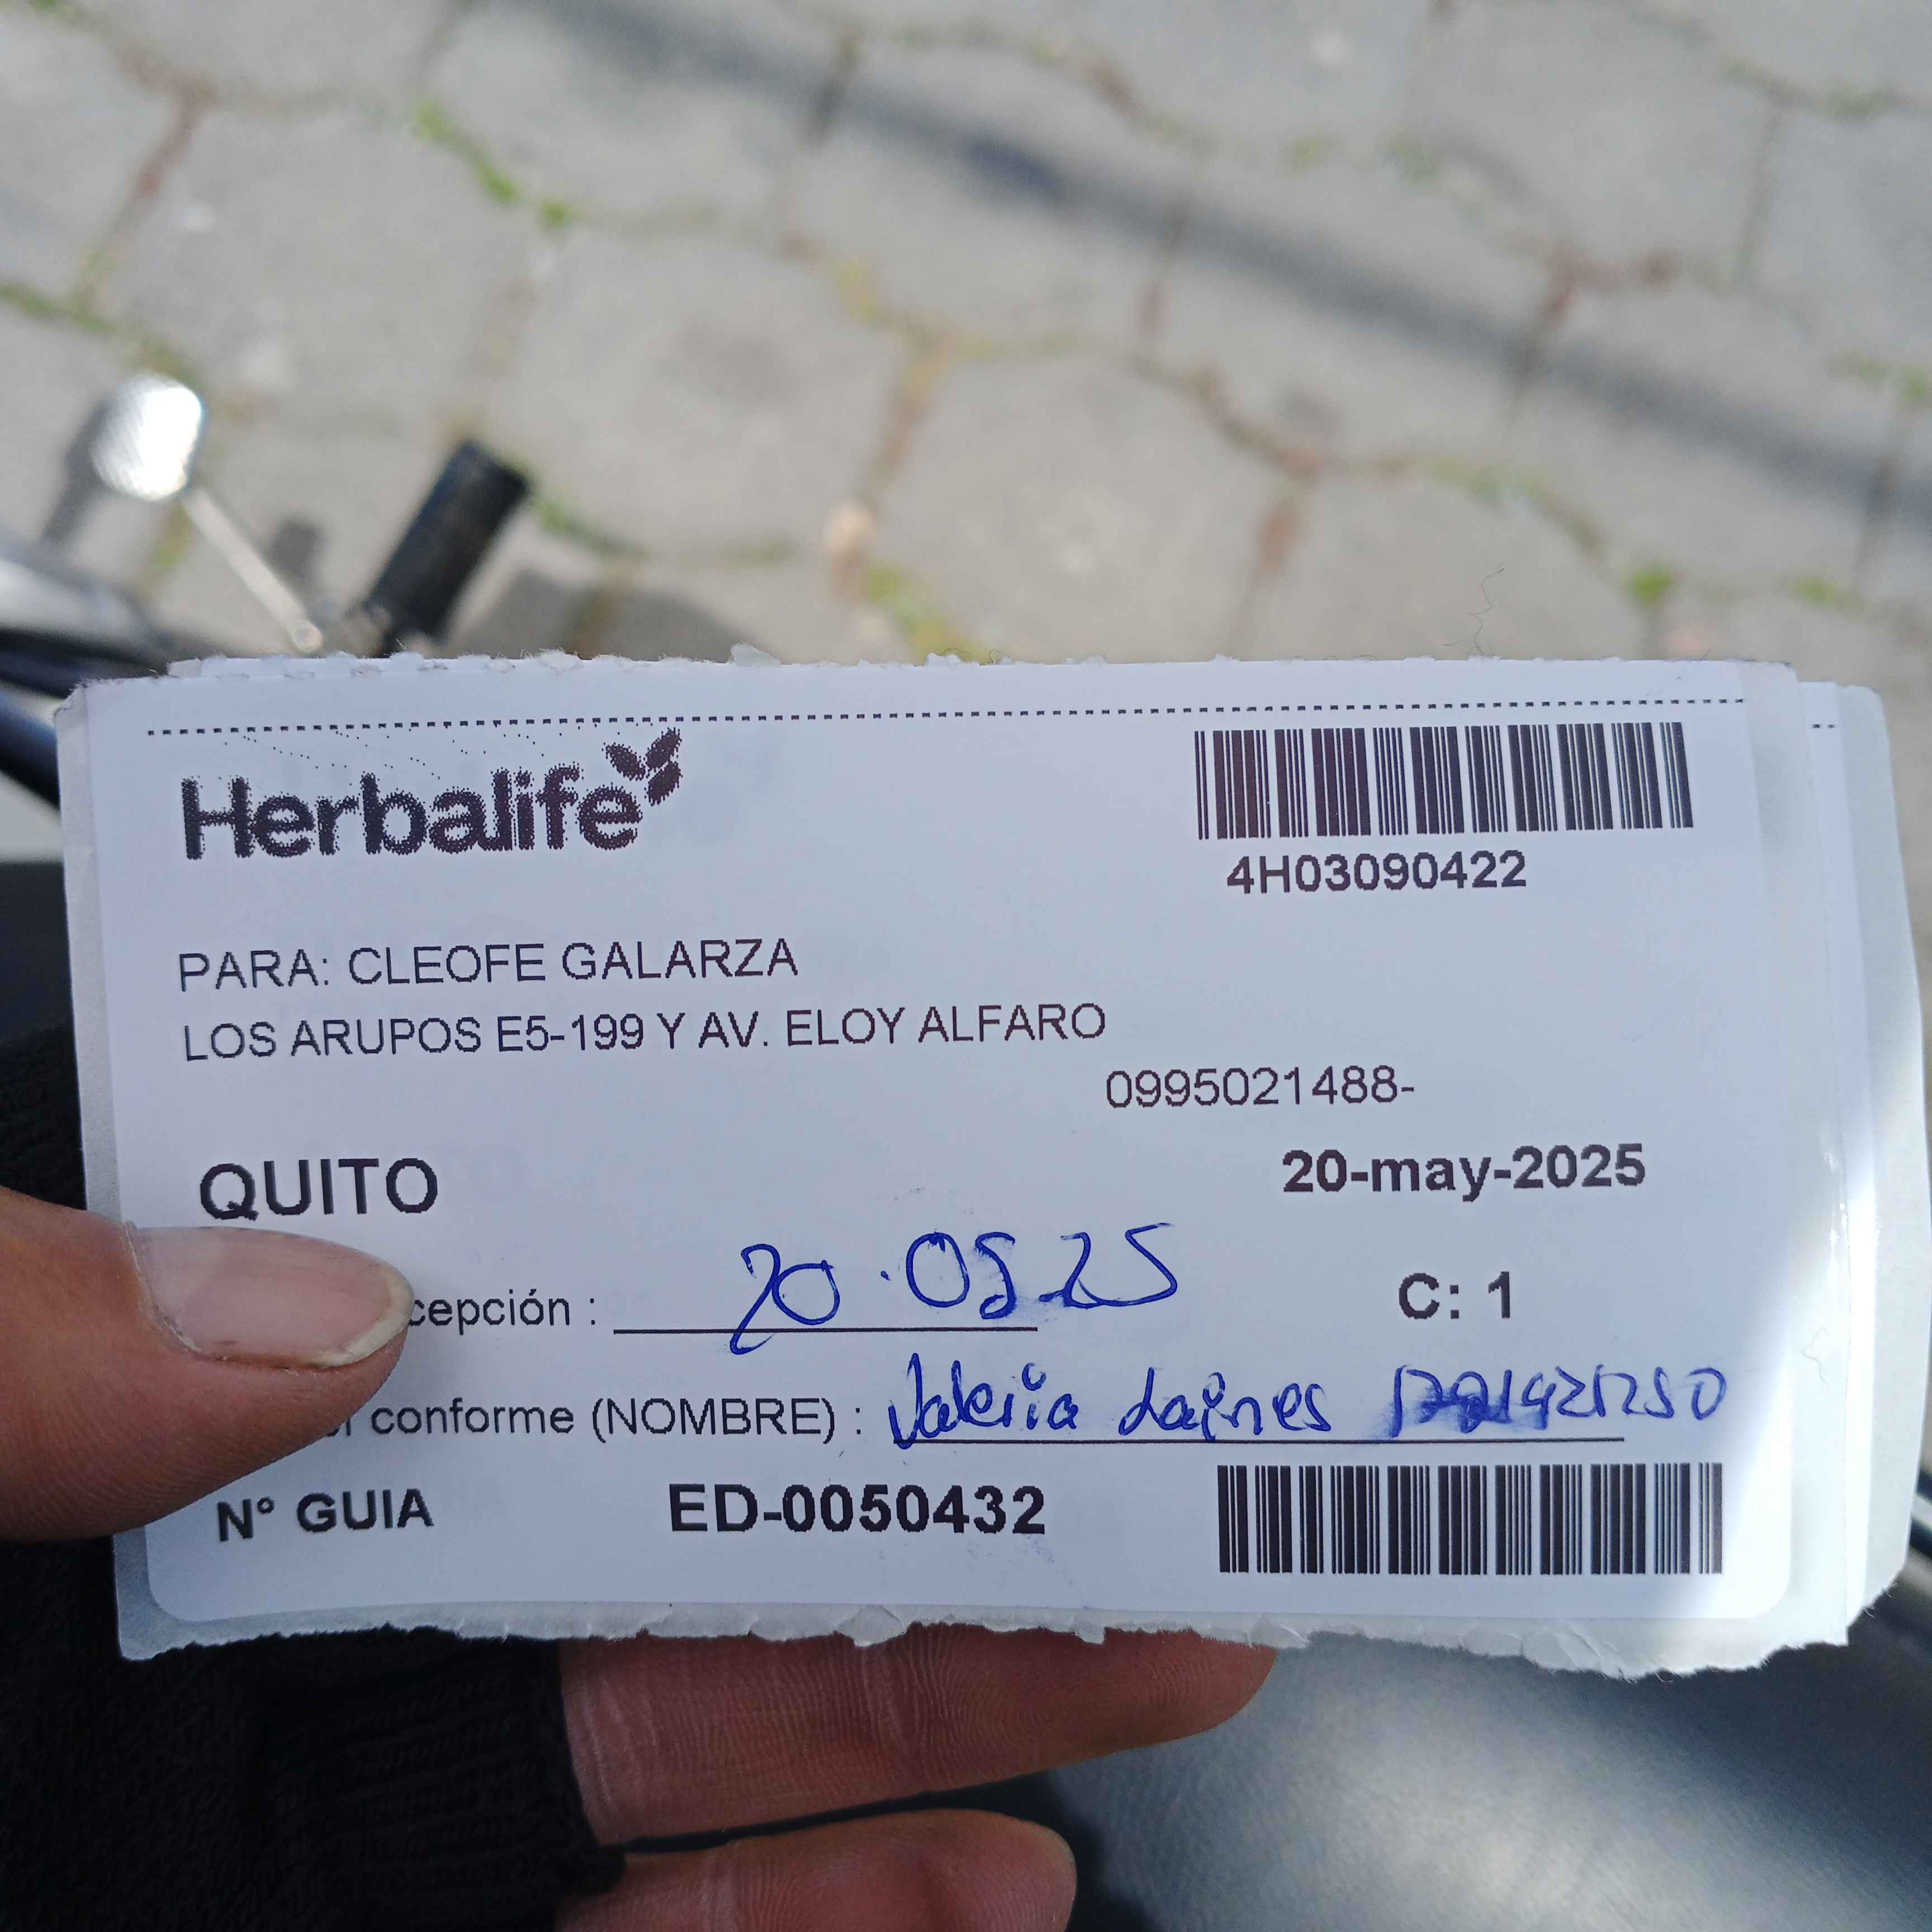 Herbalife
4H03090422
PARA: CLEOFE GALARZA
LOS ARUPOS E5-199 Y AV. ELOY ALFARO
0995021488-
QUITO
20-may-2025
cepción : 20.05.25
C: 1
conforme (NOMBRE) : Valeria
N° GUIA ED-0050432